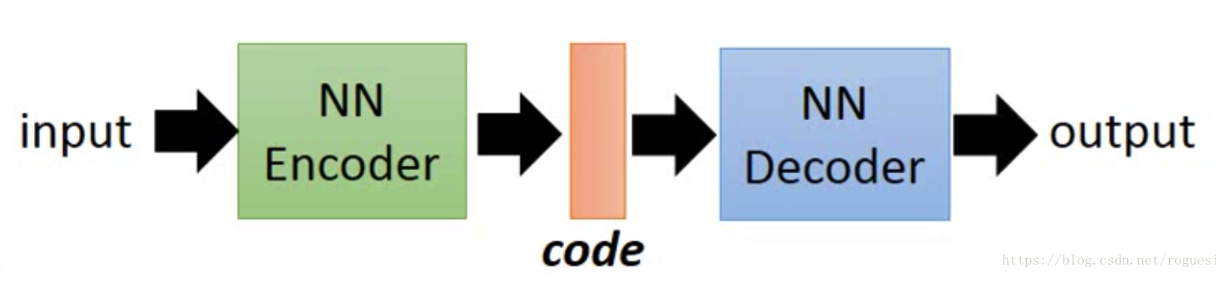 input
NN
Encoder
code
NN
Decoder
output
https://blog.csdn.net/roguesi